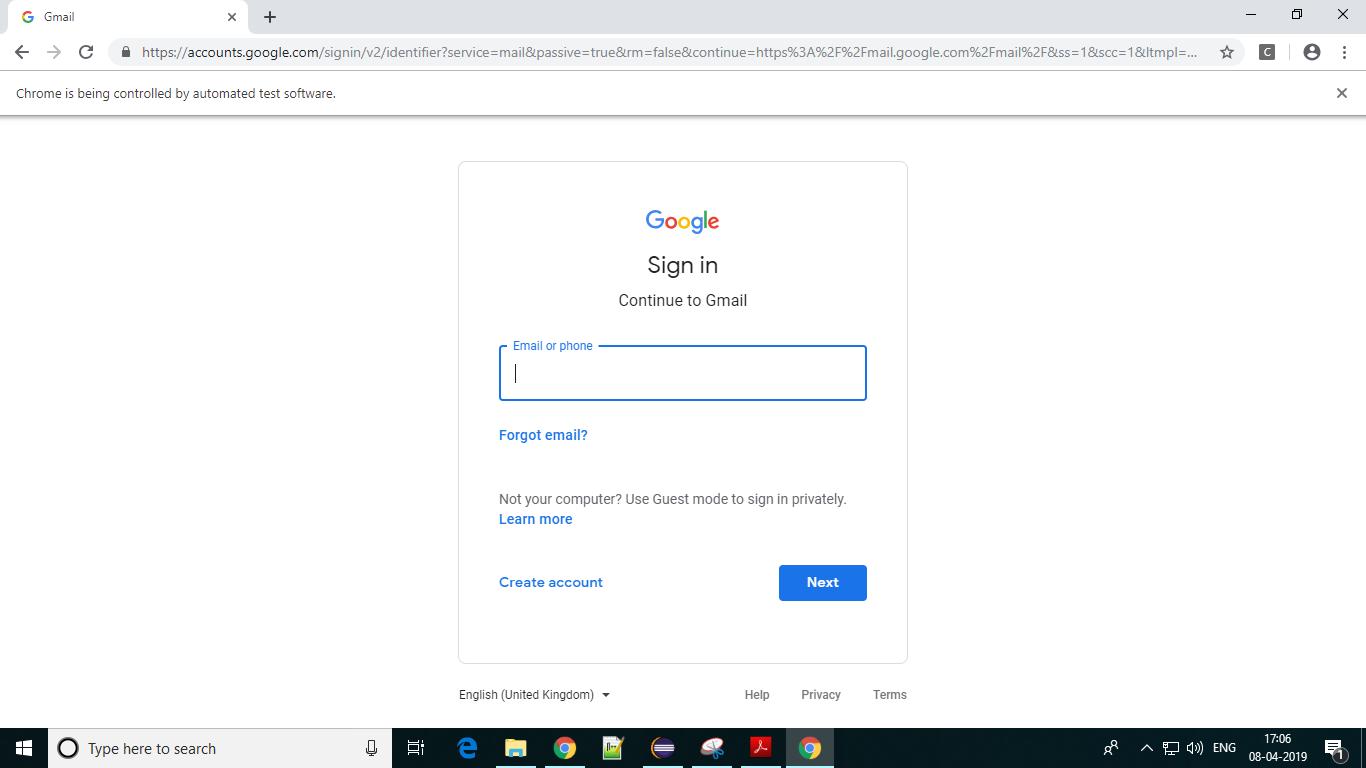 Gmail
https://accounts.google.com/signin/v2/identifier?service=mail&passive=true&rm=false&continue=https%3A%2F%2Fmail.google.com%2Fmail%2F&ss=1&scc=1&ltmpl=...
C
Chrome is being controlled by automated test software.
Google
Sign in
Continue to Gmail
Email or phone
Forgot email?
Not your computer? Use Guest mode to sign in privately.
Learn more
Create account
Next
English (United Kingdom)
Help Privacy Terms
Type here to search
ENG
17:06
08-04-2019
1